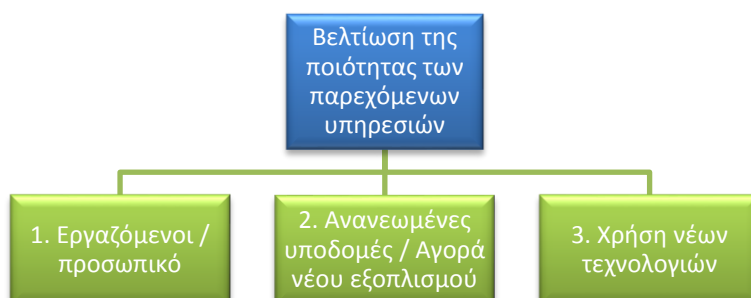 Βελτίωση της
ποιότητας των
παρεχόμενων
υπηρεσιών
1. Εργαζόμενοι /
προσωπικό
2. Ανανεωμένες
υποδομές / Αγορά
νέου εξοπλισμού
3. Χρήση νέων
τεχνολογιών